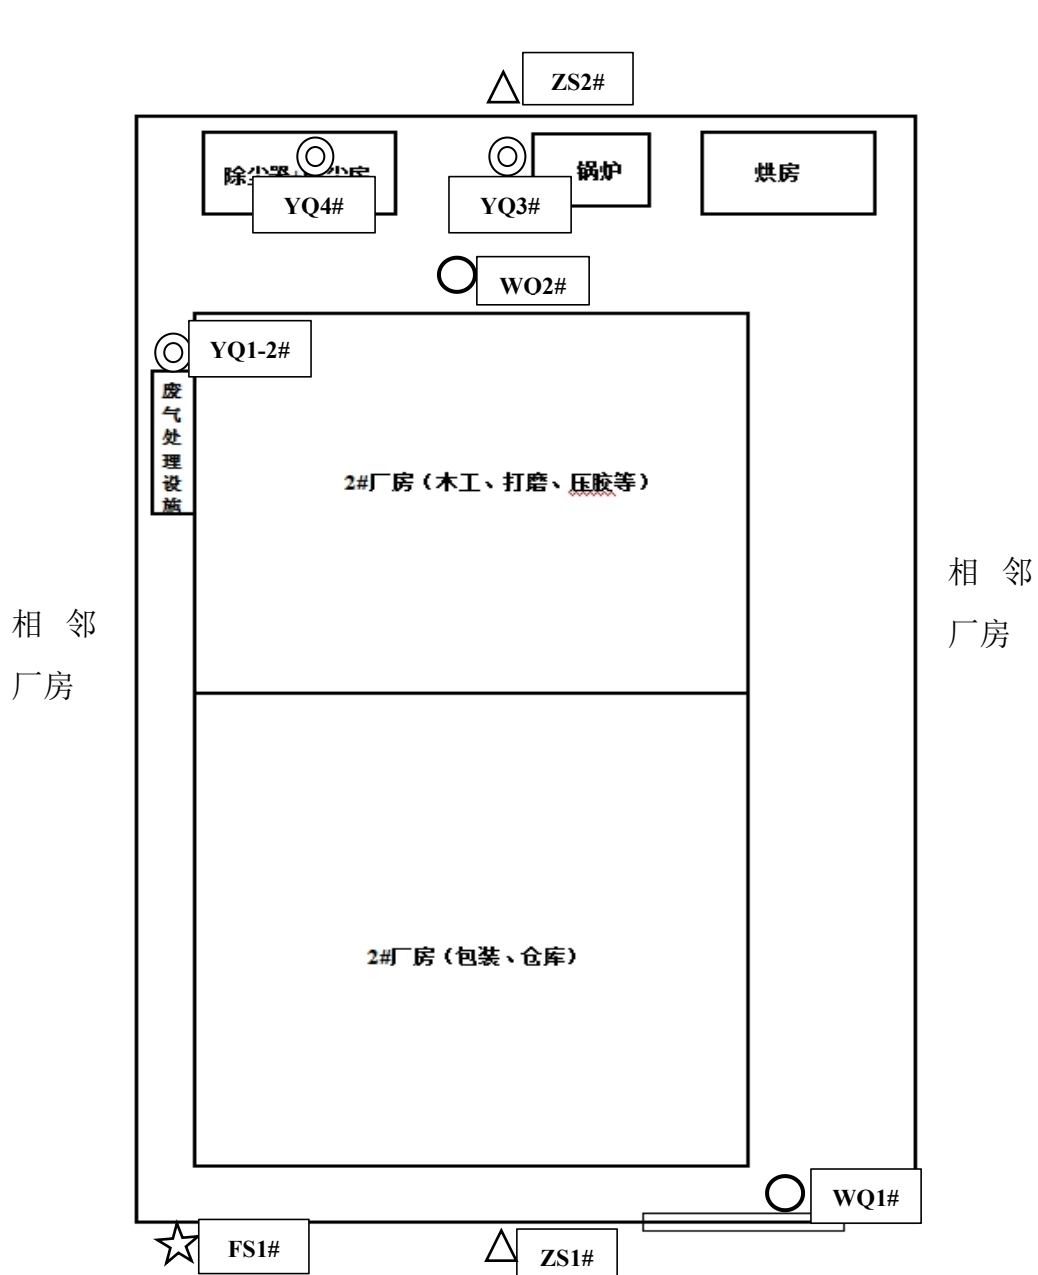 ZS2#
锅炉
烘房
YQ4#
YQ3#
WO2#
YQ1-2#
废
气
处
理
设
施
2#厂房（木工、打磨、压胶等）
相 邻
厂房
相 邻
厂房
2#厂房（包装、仓库）
WQ1#
FS1#
ZS1#